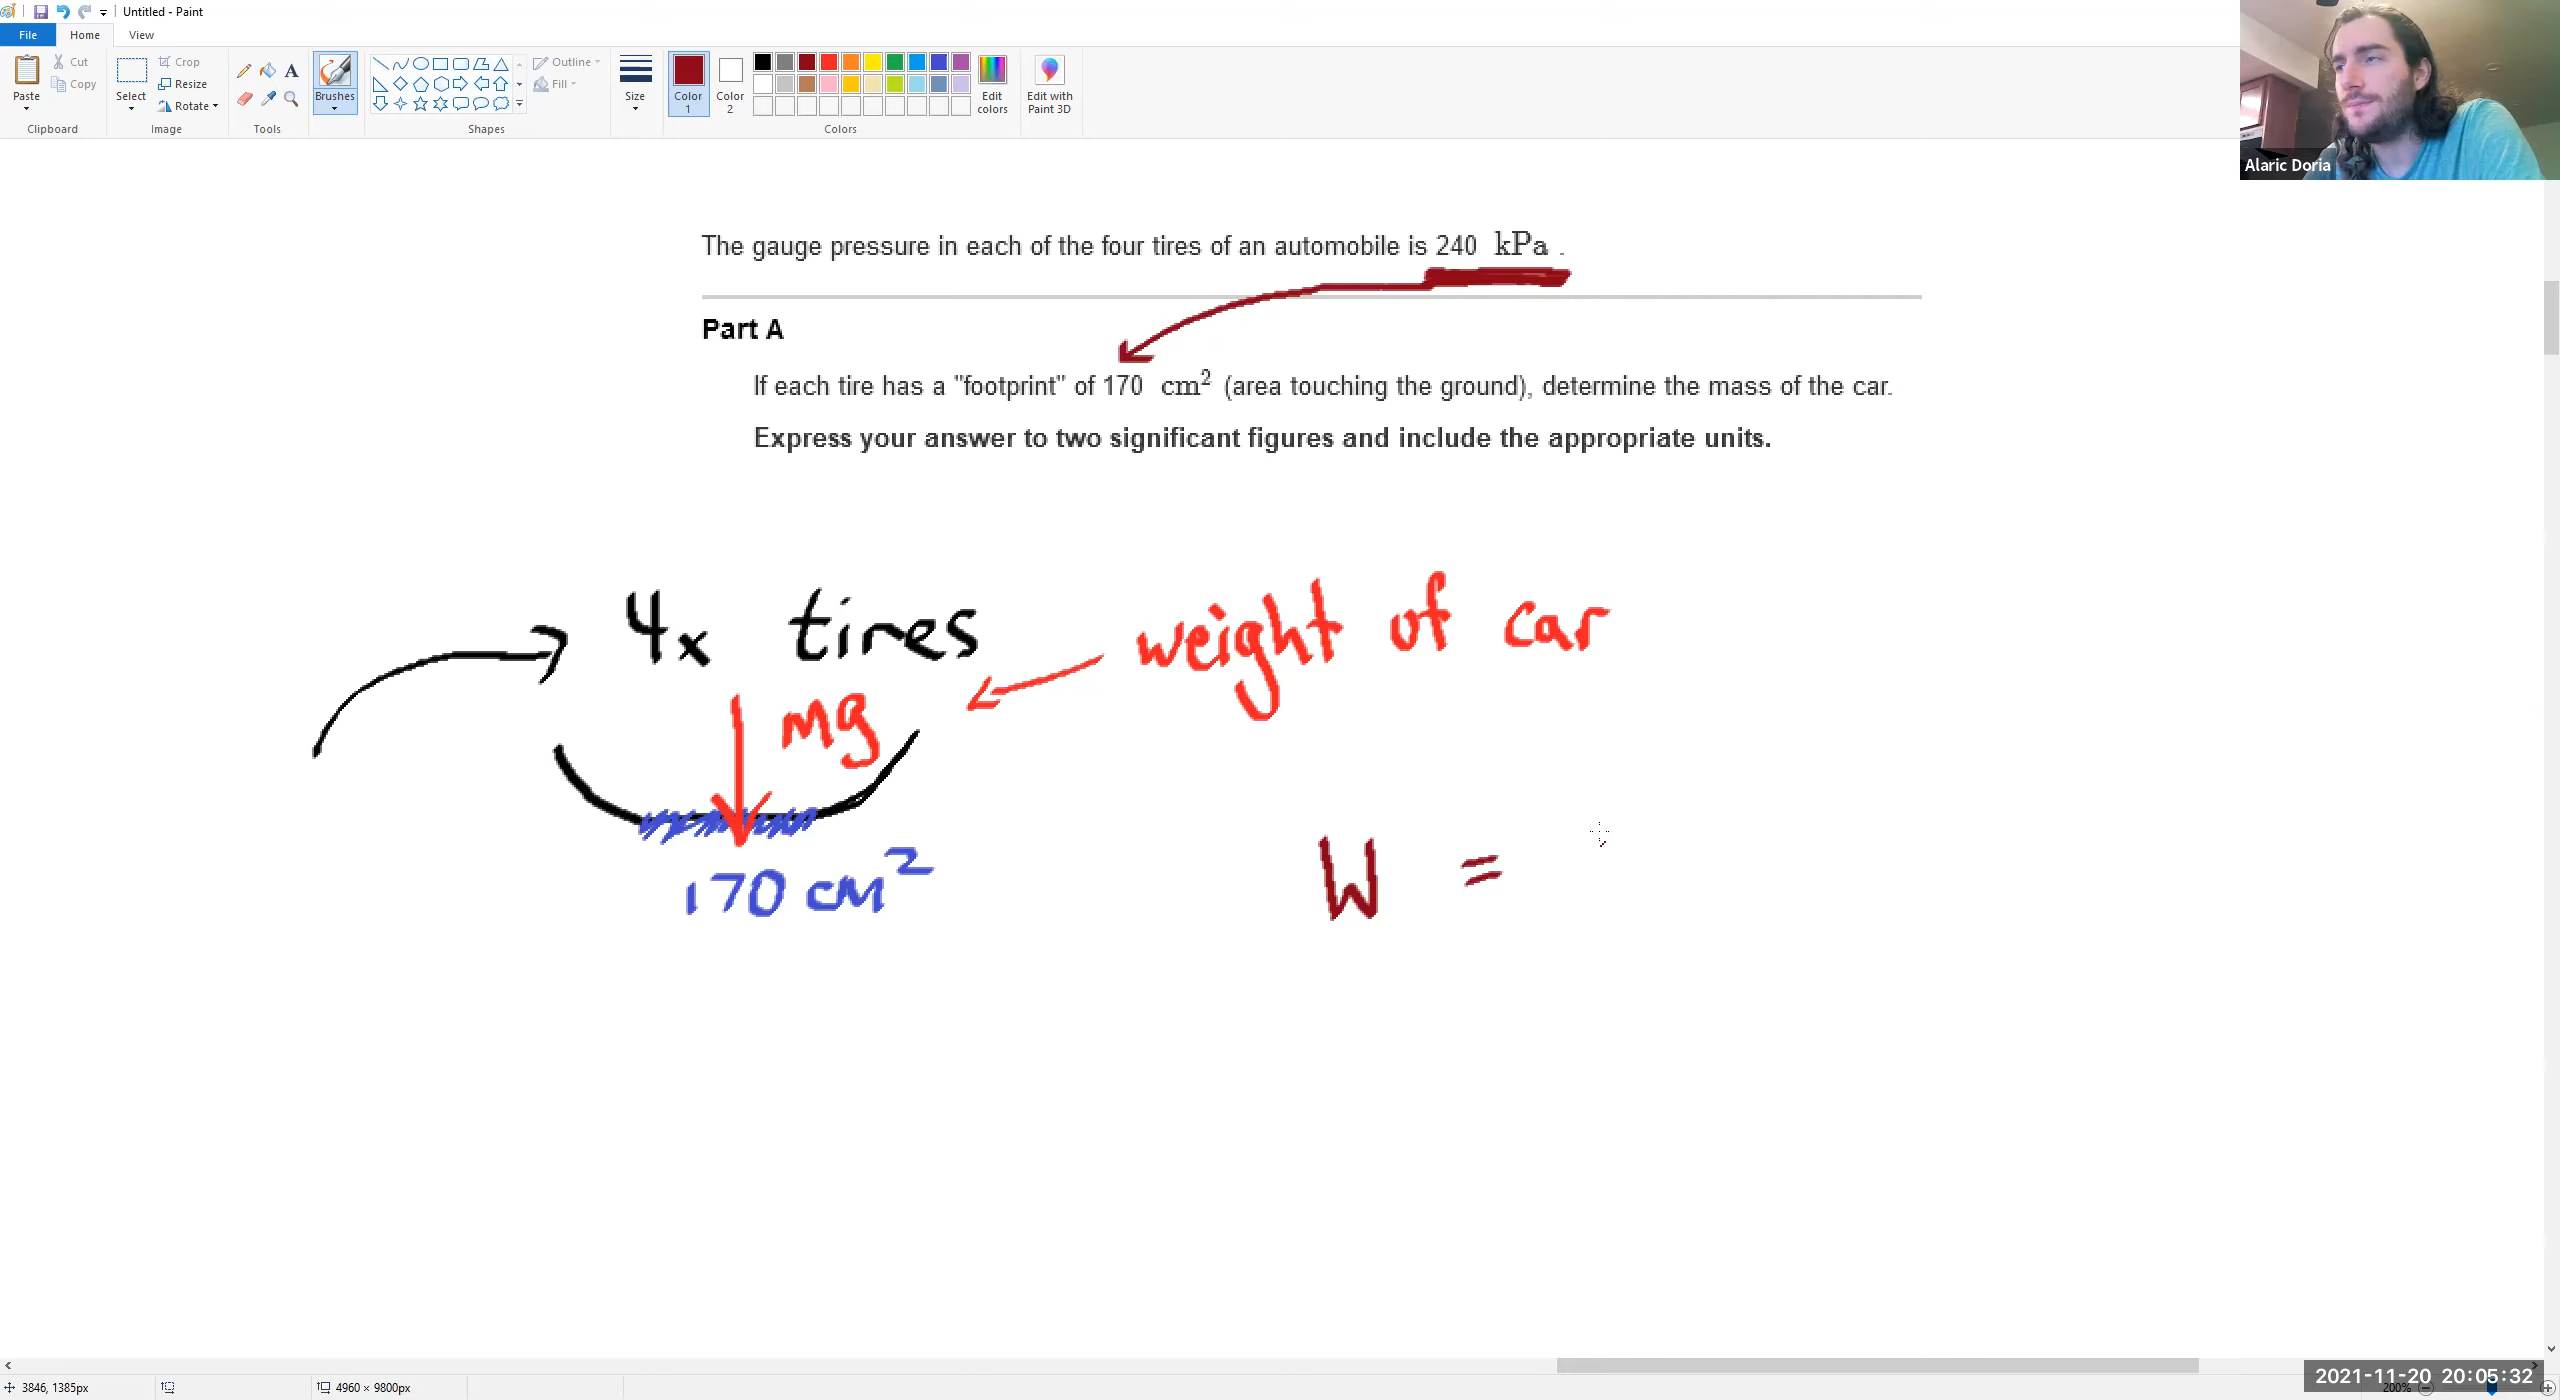 Untitled - Paint
File Home View
Paste
Cut
Copy
Clipboard
Select
Crop
Resize
Rotate
Image
A
Tools
Brushes
Outline
Fill
Shapes
Size
Color 1
Color 2
Edit colors
Edit with Paint 3D
Colors
Alaric Doria
The gauge pressure in each of the four tires of an automobile is 240 kPa .
Part A
If each tire has a "footprint" of 170 cm² (area touching the ground), determine the mass of the car.
Express your answer to two significant figures and include the appropriate units.
4x tires
weight of car
mg
170 cm²
W =
3846, 1385px
4960 × 9800px
200%
2021-11-20 20:05:32